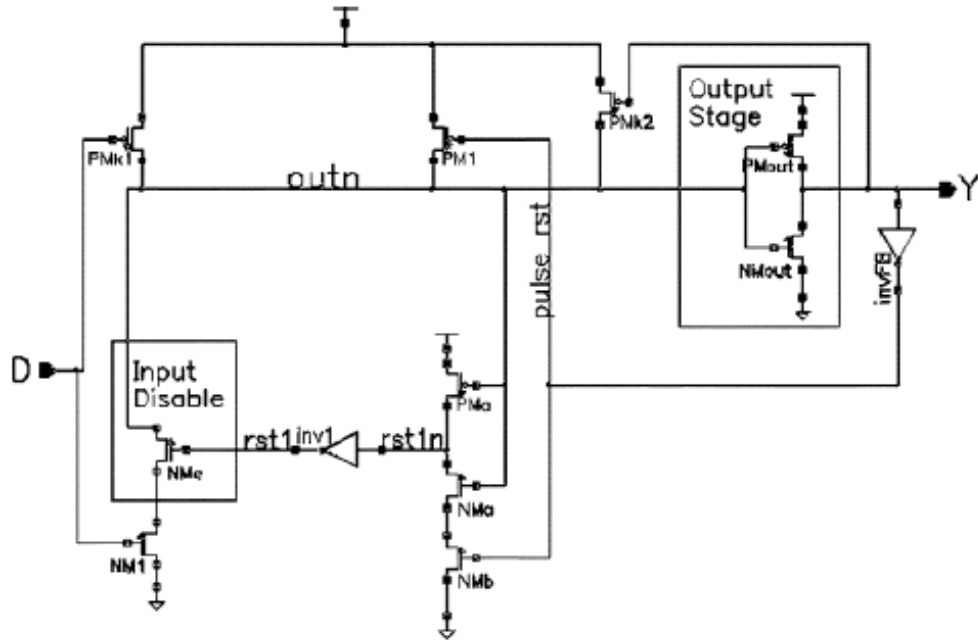 Output
Stage
PMk2
PMk1
PM1
PMout
outn
Y
pulse_rst
NMout
invFB
D
Input
Disable
PMa
rst1
inv1
rst1n
NMc
NMa
NM1
NMb